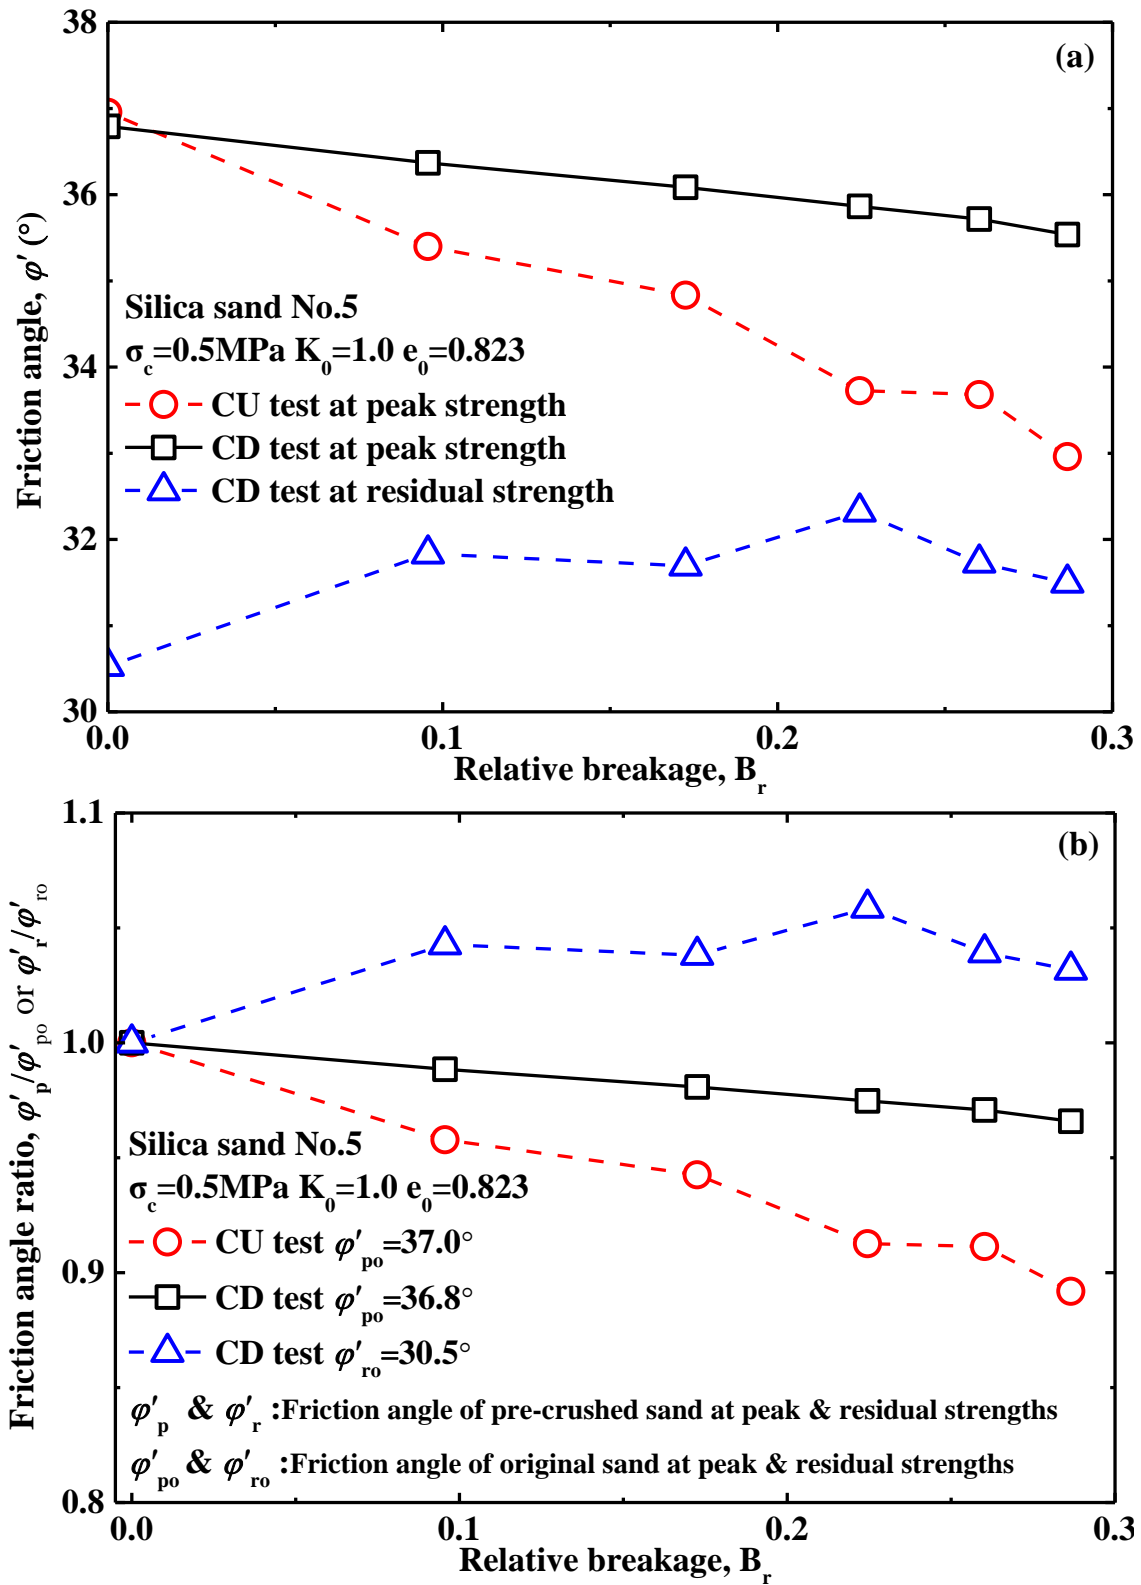 (a)
38
36
34
32
30
Friction angle, φ′ (°)
Silica sand No.5
σc=0.5MPa K0=1.0 e0=0.823
CU test at peak strength
CD test at peak strength
CD test at residual strength
0.0 0.1 0.2 0.3
Relative breakage, Br
(b)
1.1
1.0
0.9
0.8
Friction angle ratio, φ′p/φ′po or φ′r/φ′ro
Silica sand No.5
σc=0.5MPa K0=1.0 e0=0.823
CU test φ′po=37.0°
CD test φ′po=36.8°
CD test φ′ro=30.5°
φ′p & φ′r :Friction angle of pre-crushed sand at peak & residual strengths
φ′po & φ′ro :Friction angle of original sand at peak & residual strengths
0.0 0.1 0.2 0.3
Relative breakage, Br